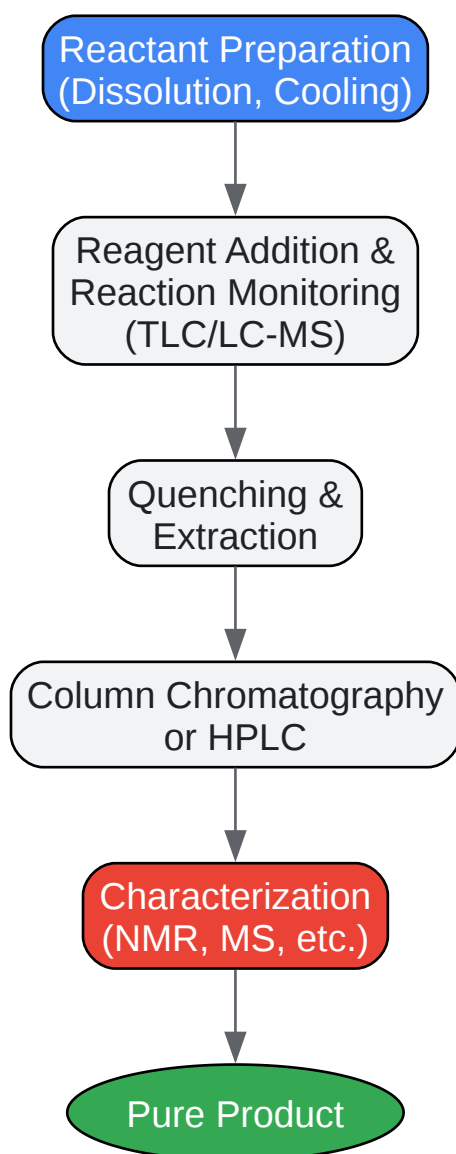 Reactant Preparation
(Dissolution, Cooling)
Reagent Addition &
Reaction Monitoring
(TLC/LC-MS)
Quenching &
Extraction
Column Chromatography
or HPLC
Characterization
(NMR, MS, etc.)
Pure Product